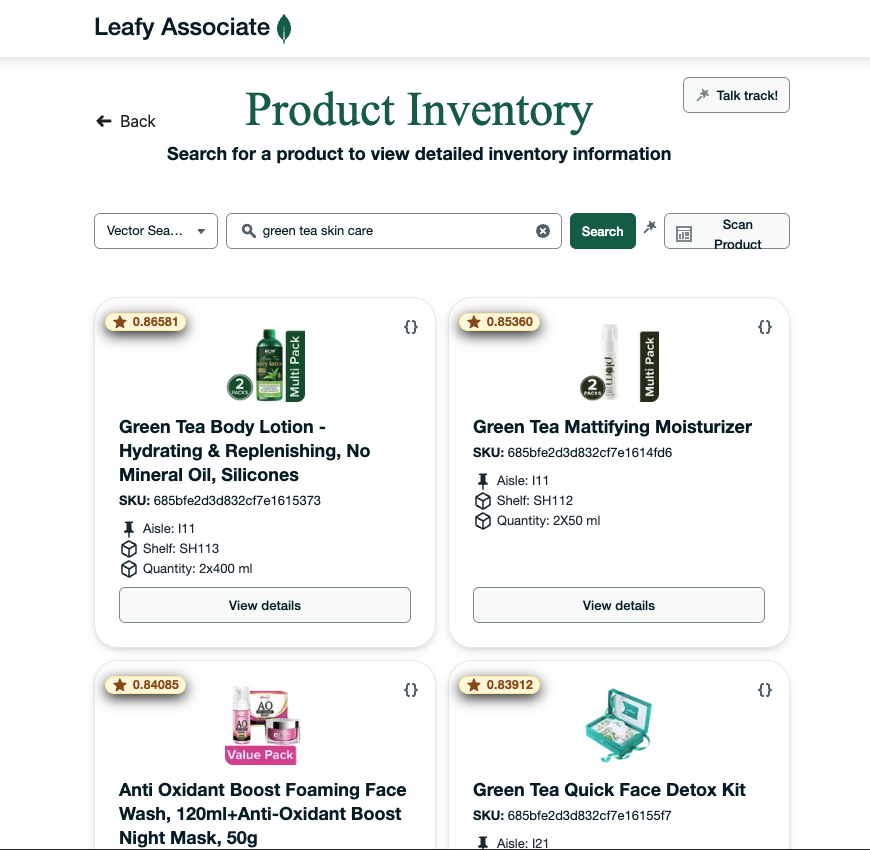 Leafy Associate
Talk track!
Product Inventory
Back
Search for a product to view detailed inventory information
Vector Sea...
green tea skin care
Search
Scan
Product
0.86581
{}
2
PACKS
Multi Pack
Green Tea Body Lotion -
Hydrating & Replenishing, No
Mineral Oil, Silicones
SKU: 685bfe2d3d832cf7e1615373
Aisle: I11
Shelf: SH113
Quantity: 2x400 ml
View details
0.85360
{}
2
PACKS
Multi Pack
Green Tea Mattifying Moisturizer
SKU: 685bfe2d3d832cf7e1614fd6
Aisle: I11
Shelf: SH112
Quantity: 2X50 ml
View details
0.84085
{}
AO
AO
Value Pack
Anti Oxidant Boost Foaming Face
Wash, 120ml+Anti-Oxidant Boost
Night Mask, 50g
0.83912
{}
Green Tea Quick Face Detox Kit
SKU: 685bfe2d3d832cf7e16155f7
Aisle: I21